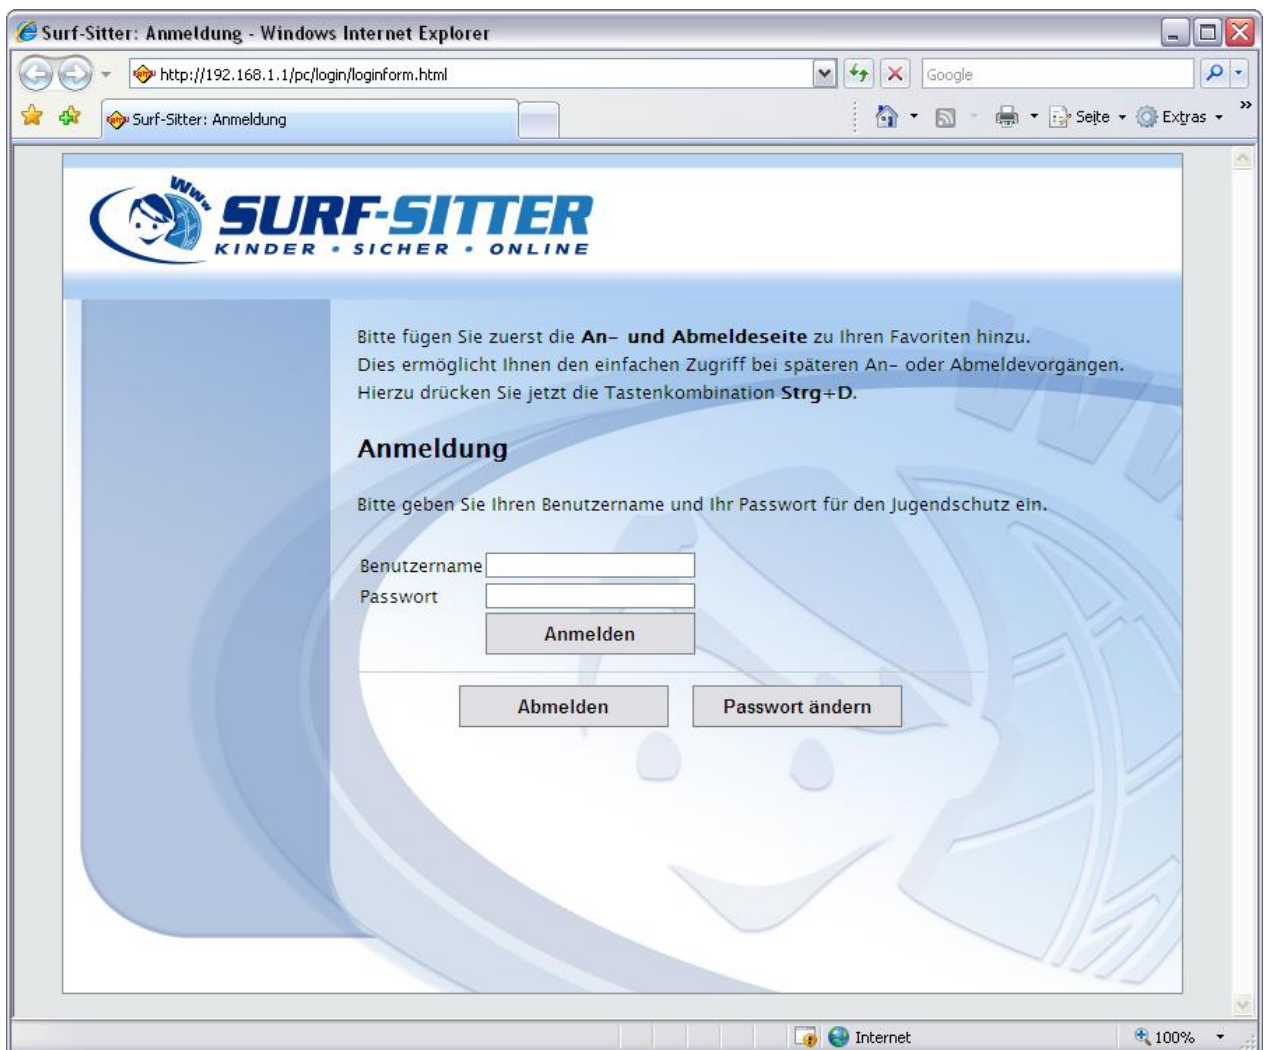 Surf-Sitter: Anmeldung - Windows Internet Explorer
http://192.168.1.1/pc/login/loginform.html
Google
Surf-Sitter: Anmeldung
Seite
Extras
www
SURF-SITTER
KINDER • SICHER • ONLINE
Bitte fügen Sie zuerst die An- und Abmeldeseite zu Ihren Favoriten hinzu.
Dies ermöglicht Ihnen den einfachen Zugriff bei späteren An- oder Abmeldevorgängen.
Hierzu drücken Sie jetzt die Tastenkombination Strg+D.
Anmeldung
Bitte geben Sie Ihren Benutzername und Ihr Passwort für den Jugendschutz ein.
Benutzername
Passwort
Anmelden
Abmelden
Passwort ändern
Internet
100%